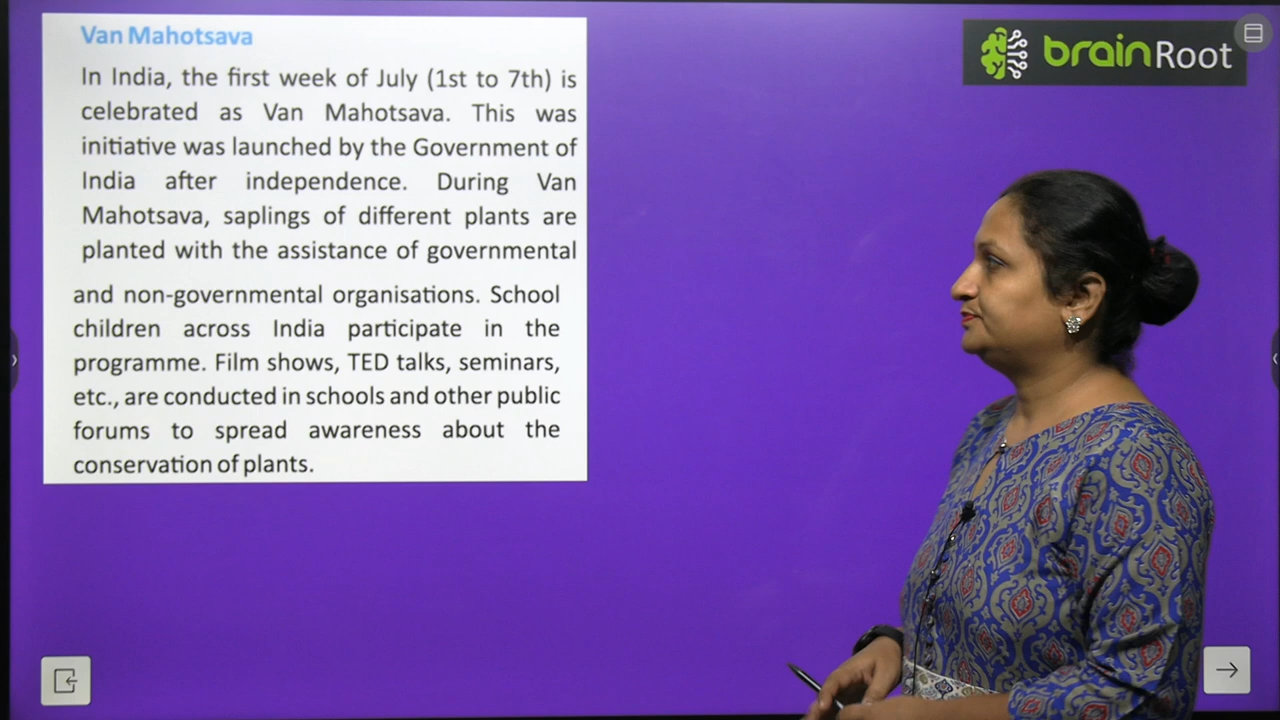 Van Mahotsava
In India, the first week of July (1st to 7th) is
celebrated as Van Mahotsava. This was
initiative was launched by the Government of
India after independence. During Van
Mahotsava, saplings of different plants are
planted with the assistance of governmental
and non-governmental organisations. School
children across India participate in the
programme. Film shows, TED talks, seminars,
etc., are conducted in schools and other public
forums to spread awareness about the
conservation of plants.
brainRoot